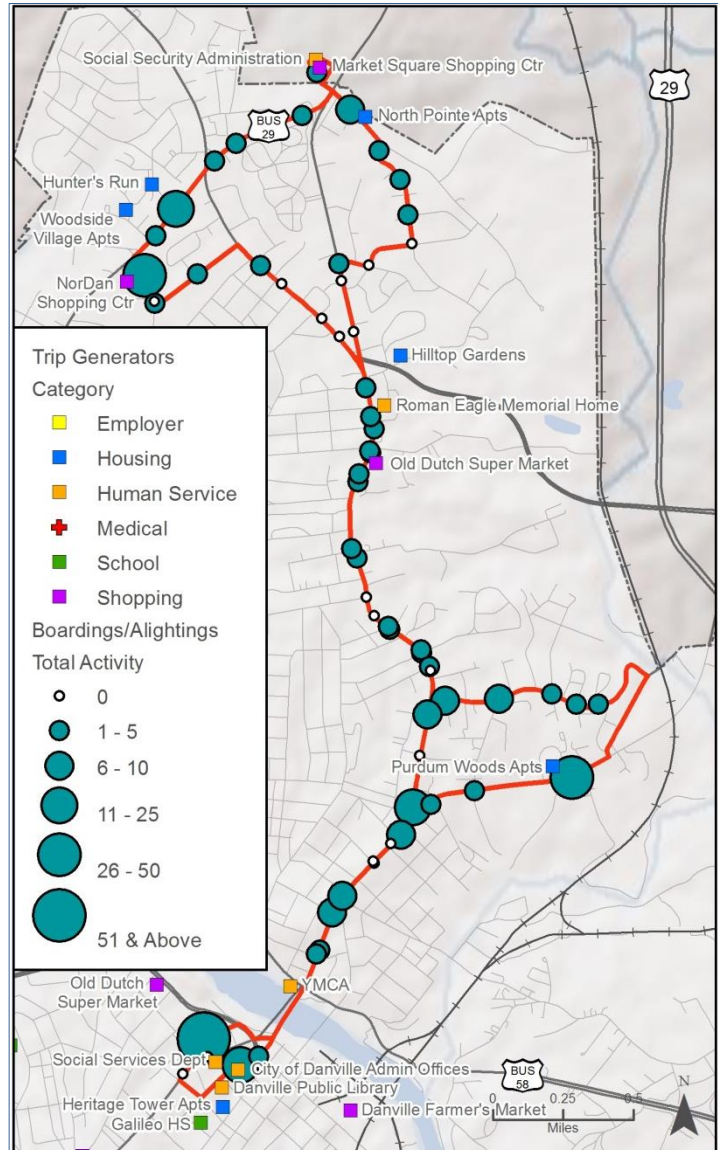 Social Security Administration
Market Square Shopping Ctr
29
BUS
29
North Pointe Apts
Hunter's Run
Woodside
Village Apts
NorDan
Shopping Ctr
Hilltop Gardens
Roman Eagle Memorial Home
Old Dutch Super Market
Trip Generators
Category
Employer
Housing
Human Service
Medical
School
Shopping
Boardings/Alightings
Total Activity
0
1 - 5
6 - 10
11 - 25
26 - 50
51 & Above
Purdum Woods Apts
Old Dutch
Super Market
YMCA
Social Services Dept
City of Danville Admin Offices
Danville Public Library
Heritage Tower Apts
Galileo HS
Danville Farmer's Market
BUS
58
N
0 0.25 0.5
Miles